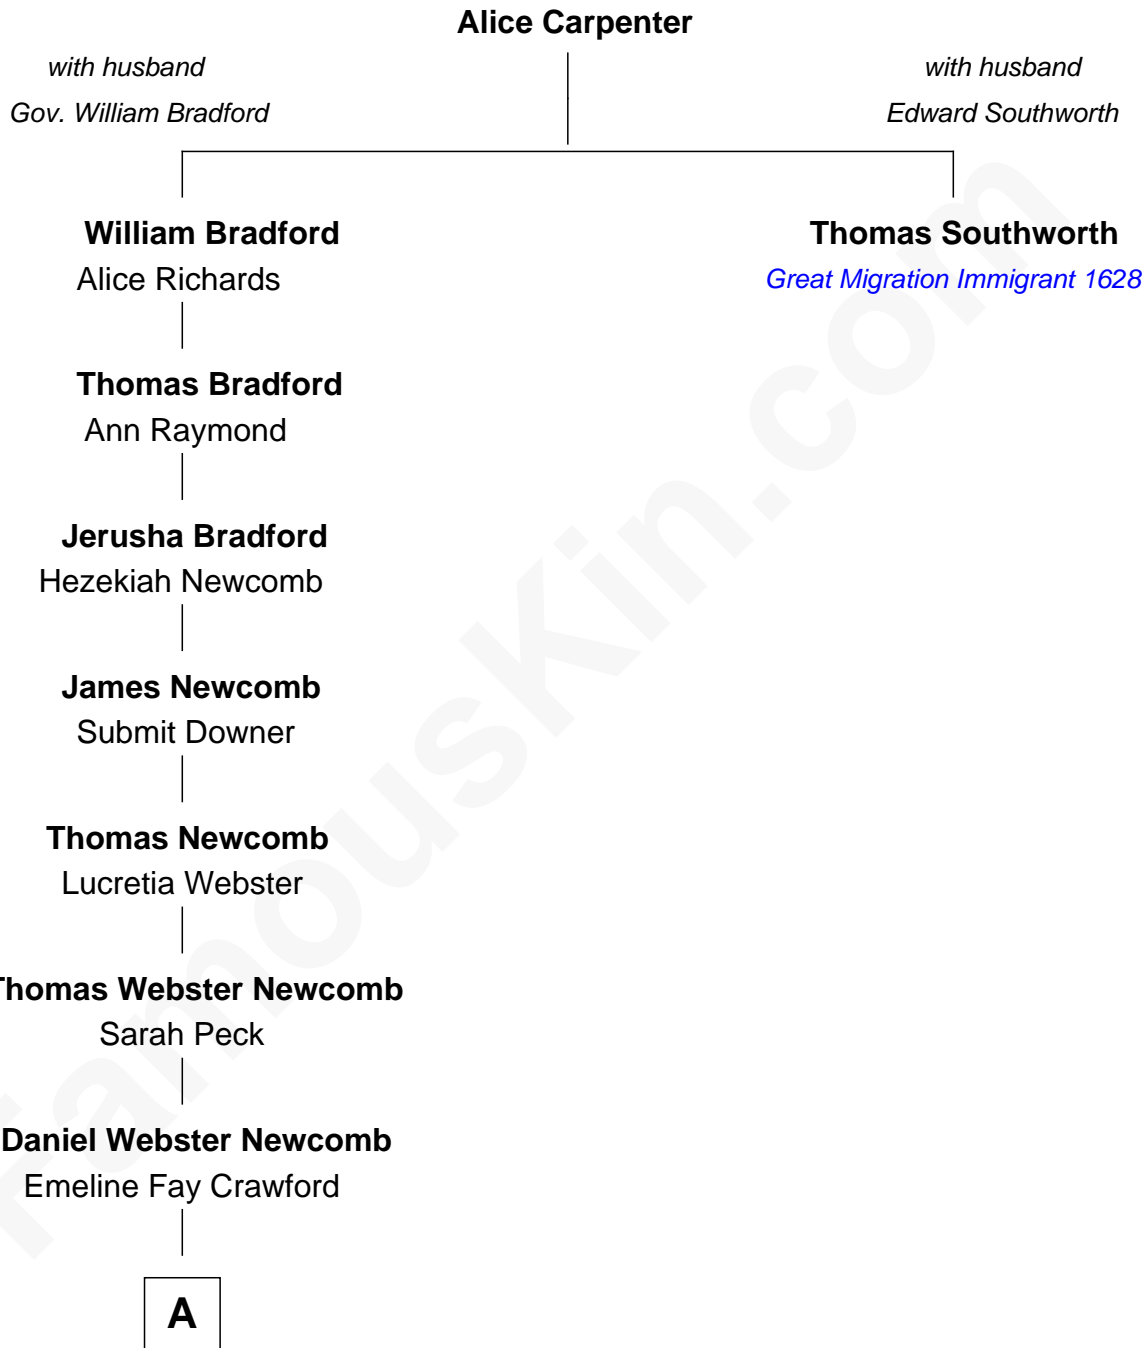 Alice Carpenter
with husband
Gov. William Bradford
with husband
Edward Southworth
William Bradford
Alice Richards
Thomas Southworth
Great Migration Immigrant 1628
Thomas Bradford
Ann Raymond
Jerusha Bradford
Hezekiah Newcomb
James Newcomb
Submit Downer
Thomas Newcomb
Lucretia Webster
Thomas Webster Newcomb
Sarah Peck
Daniel Webster Newcomb
Emeline Fay Crawford
A
FamousKin.com